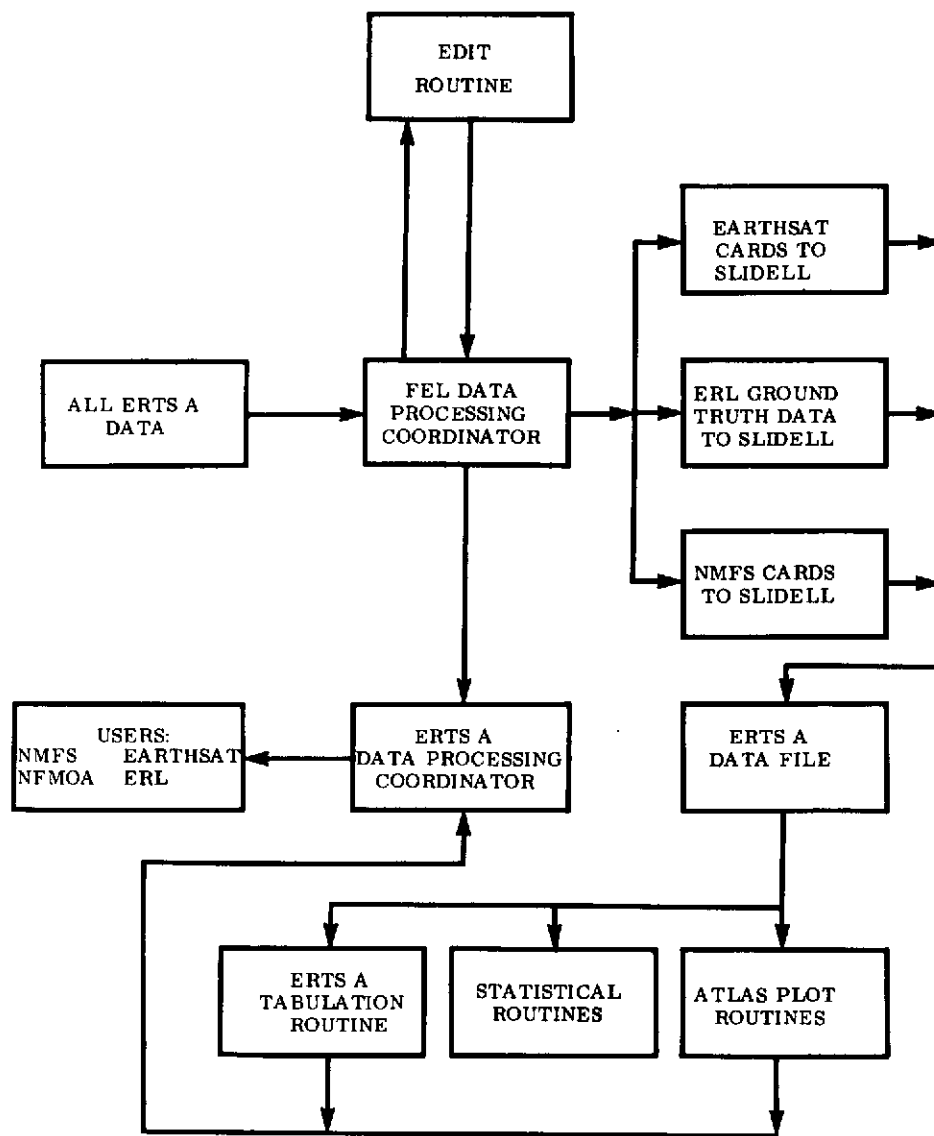 EDIT
ROUTINE
EARTHSAT
CARDS TO
SLIDELL
ALL ERTS A
DATA
FEL DATA
PROCESSING
COORDINATOR
ERL GROUND
TRUTH DATA
TO SLIDELL
NMFS CARDS
TO SLIDELL
USERS:
NMFS EARTHSAT
NFMOA ERL
ERTS A
DATA PROCESSING
COORDINATOR
ERTS A
DATA FILE
ERTS A
TABULATION
ROUTINE
STATISTICAL
ROUTINES
ATLAS PLOT
ROUTINES